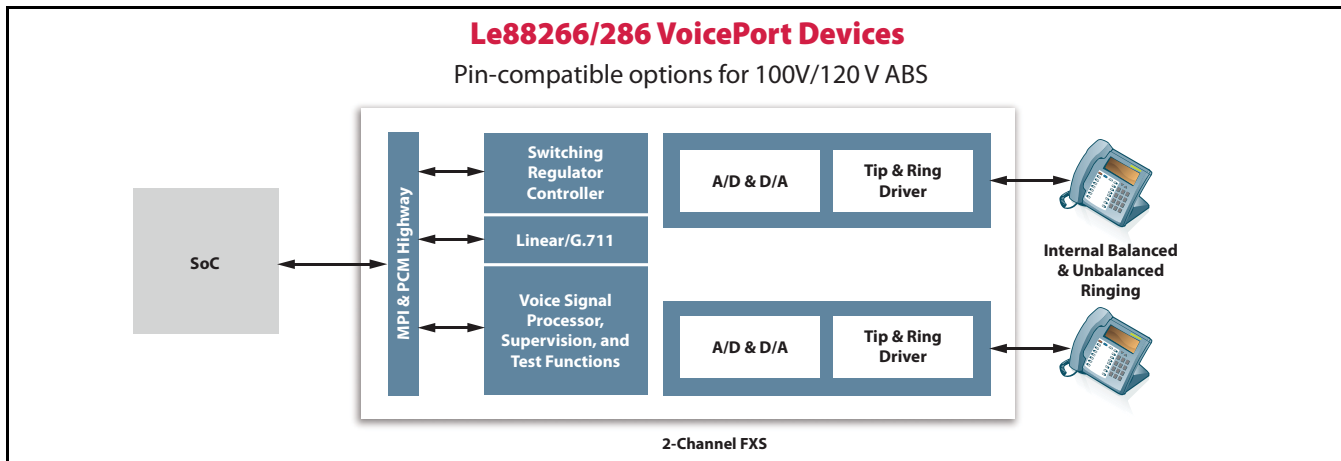 Le88266/286 VoicePort Devices
Pin-compatible options for 100V/120 V ABS
SoC
MPI & PCM Highway
Switching
Regulator
Controller
Linear/G.711
Voice Signal
Processor,
Supervision, and
Test Functions
A/D & D/A
Tip & Ring
Driver
A/D & D/A
Tip & Ring
Driver
Internal Balanced
& Unbalanced
Ringing
2-Channel FXS